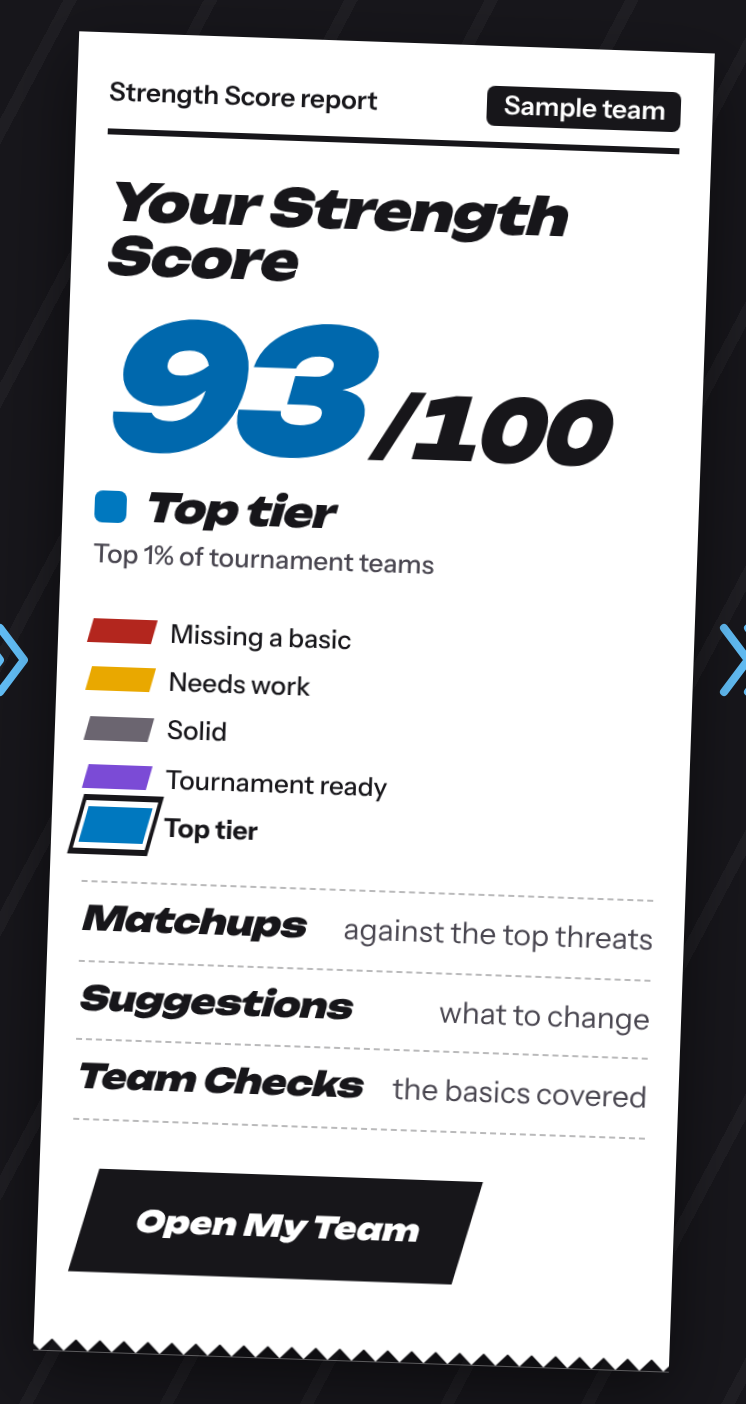 Strength Score report
Sample team
Your Strength
Score
93/100
Top tier
Top 1% of tournament teams
Missing a basic
Needs work
Solid
Tournament ready
Top tier
Matchups against the top threats
Suggestions what to change
Team Checks the basics covered
Open My Team